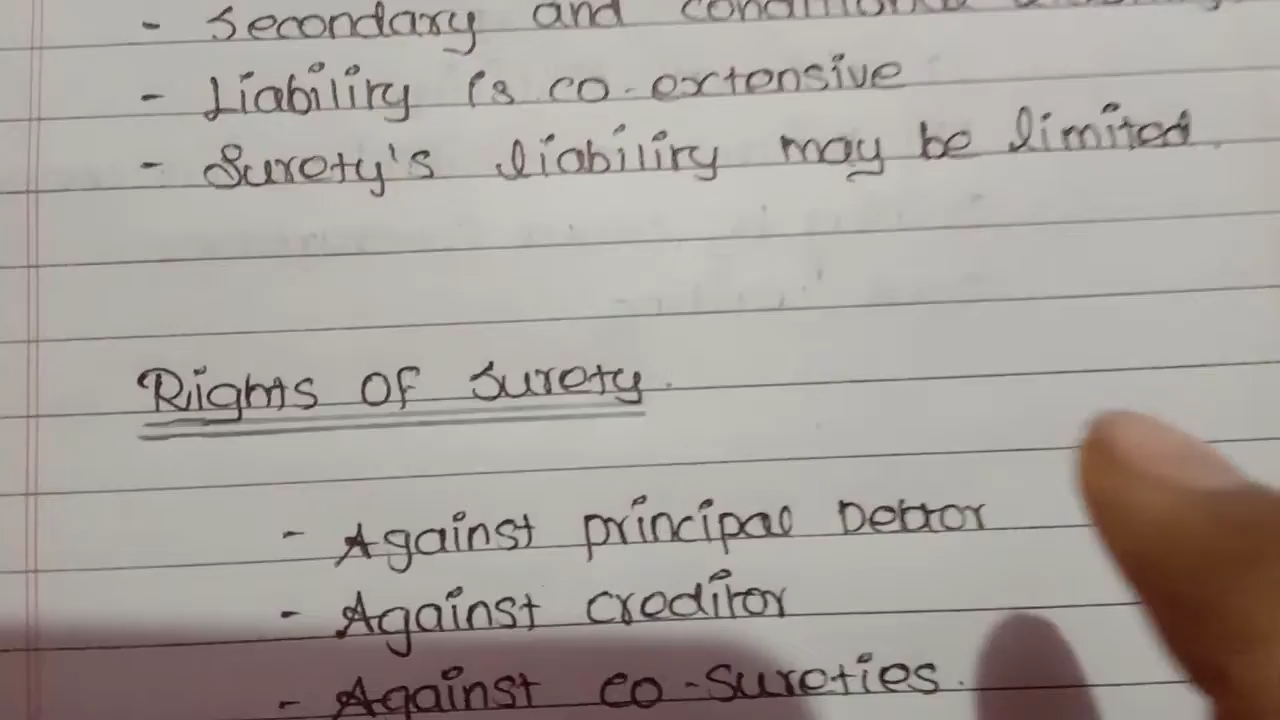 - Secondary and
- Liability is co-extensive
- Surety's liability may be limited.
Rights OF Surety.
- Against principal Debtor
- Against creditor
- Against co-sureties.